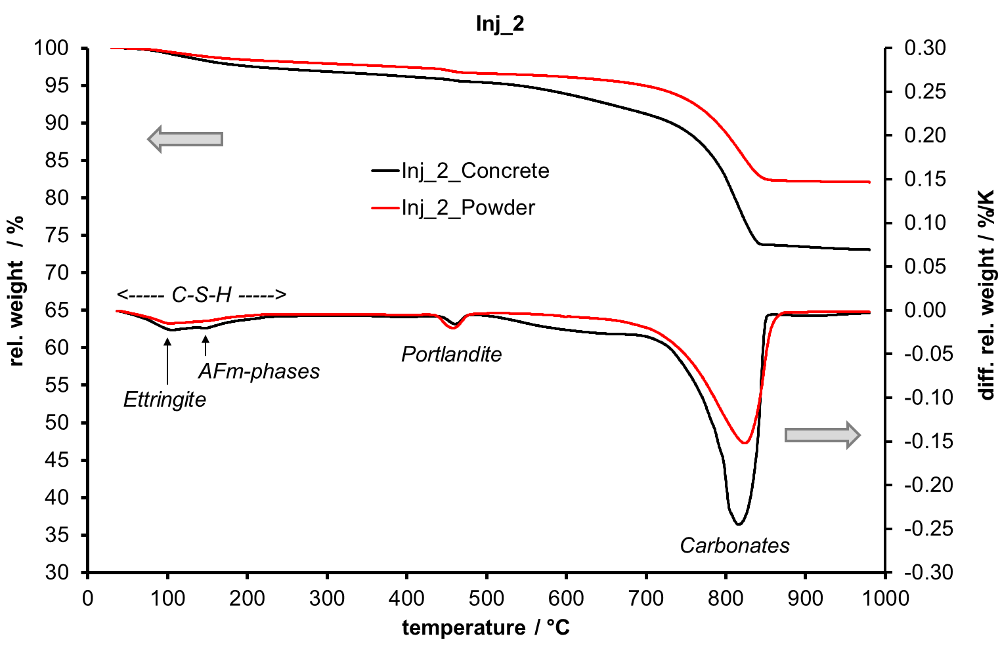 Inj_2
100
95
90
85
80
75
70
65
60
55
50
45
40
35
30
rel. weight / %
0.30
0.25
0.20
0.15
0.10
0.05
0.00
-0.05
-0.10
-0.15
-0.20
-0.25
-0.30
diff. rel. weight / %/K
Inj_2_Concrete
Inj_2_Powder
<----- C-S-H ----->
Portlandite
AFm-phases
Ettringite
Carbonates
0 100 200 300 400 500 600 700 800 900 1000
temperature / °C